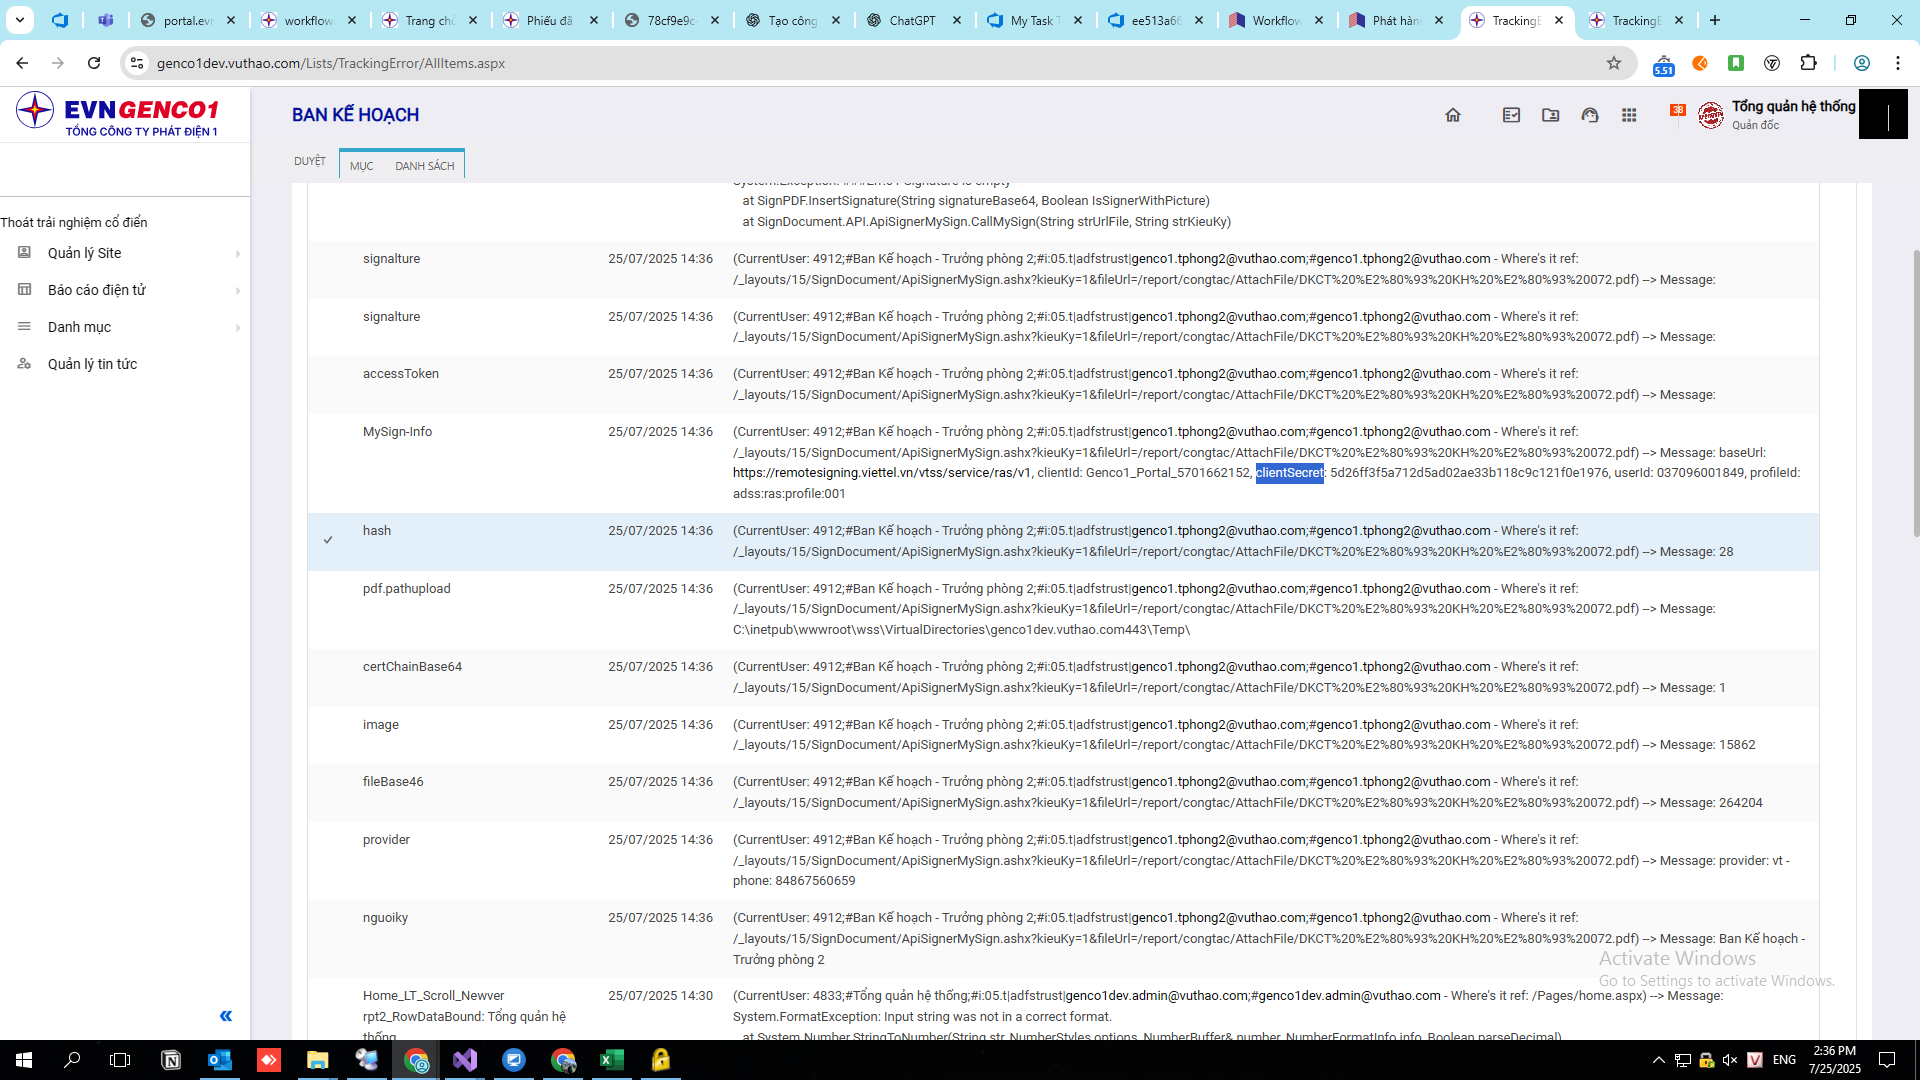 portal.evn
workflow
Trang chủ
Phiếu đă
78cf9e9c-
Tạo công
ChatGPT
My Task T
ee513a66
Workflow
Phát hàn
TrackingE
TrackingE
genco1dev.vuthao.com/Lists/TrackingError/AllItems.aspx
5.51
EVNGENCO1
TỔNG CÔNG TY PHÁT ĐIỆN 1
BAN KẾ HOẠCH
38
Tổng quản hệ thống
Quản đốc
DUYỆT
MỤC
DANH SÁCH
Thoát trải nghiệm cổ điển
Quản lý Site
Báo cáo điện tử
Danh mục
Quản lý tin tức
System.Exception: ###Err:01 Signature is empty
at SignPDF.InsertSignature(String signatureBase64, Boolean IsSignerWithPicture)
at SignDocument.API.ApiSignerMySign.CallMySign(String strUrlFile, String strKieuKy)
signalture 25/07/2025 14:36 (CurrentUser: 4912;#Ban Kế hoạch - Trưởng phòng 2;#i:05.t|adfstrust|genco1.tphong2@vuthao.com;#genco1.tphong2@vuthao.com - Where's it ref:
/_layouts/15/SignDocument/ApiSignerMySign.ashx?kieuKy=1&fileUrl=/report/congtac/AttachFile/DKCT%20%E2%80%93%20KH%20%E2%80%93%20072.pdf) --> Message:
signalture 25/07/2025 14:36 (CurrentUser: 4912;#Ban Kế hoạch - Trưởng phòng 2;#i:05.t|adfstrust|genco1.tphong2@vuthao.com;#genco1.tphong2@vuthao.com - Where's it ref:
/_layouts/15/SignDocument/ApiSignerMySign.ashx?kieuKy=1&fileUrl=/report/congtac/AttachFile/DKCT%20%E2%80%93%20KH%20%E2%80%93%20072.pdf) --> Message:
accessToken 25/07/2025 14:36 (CurrentUser: 4912;#Ban Kế hoạch - Trưởng phòng 2;#i:05.t|adfstrust|genco1.tphong2@vuthao.com;#genco1.tphong2@vuthao.com - Where's it ref:
/_layouts/15/SignDocument/ApiSignerMySign.ashx?kieuKy=1&fileUrl=/report/congtac/AttachFile/DKCT%20%E2%80%93%20KH%20%E2%80%93%20072.pdf) --> Message:
MySign-Info 25/07/2025 14:36 (CurrentUser: 4912;#Ban Kế hoạch - Trưởng phòng 2;#i:05.t|adfstrust|genco1.tphong2@vuthao.com;#genco1.tphong2@vuthao.com - Where's it ref:
/_layouts/15/SignDocument/ApiSignerMySign.ashx?kieuKy=1&fileUrl=/report/congtac/AttachFile/DKCT%20%E2%80%93%20KH%20%E2%80%93%20072.pdf) --> Message: baseUrl:
https://remotesigning.viettel.vn/vtss/service/ras/v1, clientId: Genco1_Portal_5701662152, clientSecret: 5d26ff3f5a712d5ad02ae33b118c9c121f0e1976, userId: 037096001849, profileId:
adss:ras:profile:001
hash 25/07/2025 14:36 (CurrentUser: 4912;#Ban Kế hoạch - Trưởng phòng 2;#i:05.t|adfstrust|genco1.tphong2@vuthao.com;#genco1.tphong2@vuthao.com - Where's it ref:
/_layouts/15/SignDocument/ApiSignerMySign.ashx?kieuKy=1&fileUrl=/report/congtac/AttachFile/DKCT%20%E2%80%93%20KH%20%E2%80%93%20072.pdf) --> Message: 28
pdf.pathupload 25/07/2025 14:36 (CurrentUser: 4912;#Ban Kế hoạch - Trưởng phòng 2;#i:05.t|adfstrust|genco1.tphong2@vuthao.com;#genco1.tphong2@vuthao.com - Where's it ref:
/_layouts/15/SignDocument/ApiSignerMySign.ashx?kieuKy=1&fileUrl=/report/congtac/AttachFile/DKCT%20%E2%80%93%20KH%20%E2%80%93%20072.pdf) --> Message:
C:\inetpub\wwwroot\wss\VirtualDirectories\genco1dev.vuthao.com443\Temp\
certChainBase64 25/07/2025 14:36 (CurrentUser: 4912;#Ban Kế hoạch - Trưởng phòng 2;#i:05.t|adfstrust|genco1.tphong2@vuthao.com;#genco1.tphong2@vuthao.com - Where's it ref:
/_layouts/15/SignDocument/ApiSignerMySign.ashx?kieuKy=1&fileUrl=/report/congtac/AttachFile/DKCT%20%E2%80%93%20KH%20%E2%80%93%20072.pdf) --> Message: 1
image 25/07/2025 14:36 (CurrentUser: 4912;#Ban Kế hoạch - Trưởng phòng 2;#i:05.t|adfstrust|genco1.tphong2@vuthao.com;#genco1.tphong2@vuthao.com - Where's it ref:
/_layouts/15/SignDocument/ApiSignerMySign.ashx?kieuKy=1&fileUrl=/report/congtac/AttachFile/DKCT%20%E2%80%93%20KH%20%E2%80%93%20072.pdf) --> Message: 15862
fileBase46 25/07/2025 14:36 (CurrentUser: 4912;#Ban Kế hoạch - Trưởng phòng 2;#i:05.t|adfstrust|genco1.tphong2@vuthao.com;#genco1.tphong2@vuthao.com - Where's it ref:
/_layouts/15/SignDocument/ApiSignerMySign.ashx?kieuKy=1&fileUrl=/report/congtac/AttachFile/DKCT%20%E2%80%93%20KH%20%E2%80%93%20072.pdf) --> Message: 264204
provider 25/07/2025 14:36 (CurrentUser: 4912;#Ban Kế hoạch - Trưởng phòng 2;#i:05.t|adfstrust|genco1.tphong2@vuthao.com;#genco1.tphong2@vuthao.com - Where's it ref:
/_layouts/15/SignDocument/ApiSignerMySign.ashx?kieuKy=1&fileUrl=/report/congtac/AttachFile/DKCT%20%E2%80%93%20KH%20%E2%80%93%20072.pdf) --> Message: provider: vt -
phone: 84867560659
nguoiky 25/07/2025 14:36 (CurrentUser: 4912;#Ban Kế hoạch - Trưởng phòng 2;#i:05.t|adfstrust|genco1.tphong2@vuthao.com;#genco1.tphong2@vuthao.com - Where's it ref:
/_layouts/15/SignDocument/ApiSignerMySign.ashx?kieuKy=1&fileUrl=/report/congtac/AttachFile/DKCT%20%E2%80%93%20KH%20%E2%80%93%20072.pdf) --> Message: Ban Kế hoạch -
Trưởng phòng 2
Home_LT_Scroll_Newver 25/07/2025 14:30 (CurrentUser: 4833;#Tổng quản hệ thống;#i:05.t|adfstrust|genco1dev.admin@vuthao.com;#genco1dev.admin@vuthao.com - Where's it ref: /Pages/home.aspx) --> Message:
rpt2_RowDataBound: Tổng quản hệ System.FormatException: Input string was not in a correct format.
thống at System.Number.StringToNumber(String str, NumberStyles options, NumberBuffer& number, NumberFormatInfo info, Boolean parseDecimal)
Activate Windows
Go to Settings to activate Windows.
ENG
2:36 PM
7/25/2025